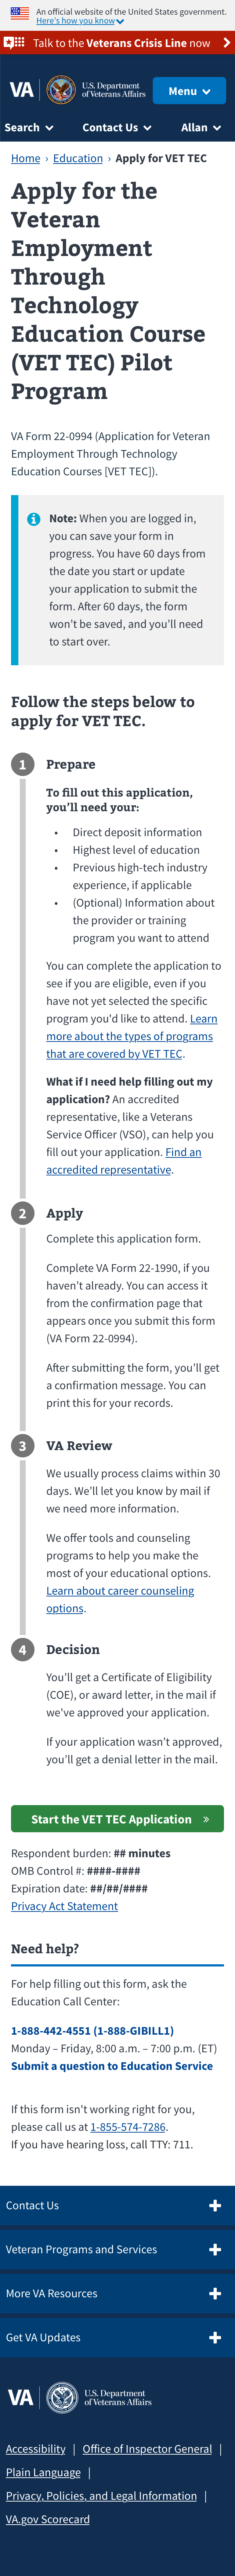 An official website of the United States government.
Here's how you know
Talk to the Veterans Crisis Line now
VA
U.S. Department
of Veterans Affairs
Menu
Search
Contact Us
Allan
Home › Education › Apply for VET TEC
Apply for the
Veteran
Employment
Through
Technology
Education Course
(VET TEC) Pilot
Program
VA Form 22-0994 (Application for Veteran
Employment Through Technology
Education Courses [VET TEC]).
Note: When you are logged in,
you can save your form in
progress. You have 60 days from
the date you start or update
your application to submit the
form. After 60 days, the form
won't be saved, and you'll need
to start over.
Follow the steps below to
apply for VET TEC.
1 Prepare
To fill out this application,
you'll need your:
• Direct deposit information
• Highest level of education
• Previous high-tech industry
experience, if applicable
• (Optional) Information about
the provider or training
program you want to attend
You can complete the application to
see if you are eligible, even if you
have not yet selected the specific
program you'd like to attend. Learn
more about the types of programs
that are covered by VET TEC.
What if I need help filling out my
application? An accredited
representative, like a Veterans
Service Officer (VSO), can help you
fill out your application. Find an
accredited representative.
2 Apply
Complete this application form.
Complete VA Form 22-1990, if you
haven't already. You can access it
from the confirmation page that
appears once you submit this form
(VA Form 22-0994).
After submitting the form, you'll get
a confirmation message. You can
print this for your records.
3 VA Review
We usually process claims within 30
days. We'll let you know by mail if
we need more information.
We offer tools and counseling
programs to help you make the
most of your educational options.
Learn about career counseling
options.
4 Decision
You'll get a Certificate of Eligibility
(COE), or award letter, in the mail if
we've approved your application.
If your application wasn't approved,
you'll get a denial letter in the mail.
Start the VET TEC Application »
Respondent burden: ## minutes
OMB Control #: ####-####
Expiration date: ##/##/####
Privacy Act Statement
Need help?
For help filling out this form, ask the
Education Call Center:
1-888-442-4551 (1-888-GIBILL1)
Monday – Friday, 8:00 a.m. – 7:00 p.m. (ET)
Submit a question to Education Service
If this form isn't working right for you,
please call us at 1-855-574-7286.
If you have hearing loss, call TTY: 711.
Contact Us
Veteran Programs and Services
More VA Resources
Get VA Updates
VA
U.S. Department
of Veterans Affairs
Accessibility | Office of Inspector General |
Plain Language |
Privacy, Policies, and Legal Information |
VA.gov Scorecard